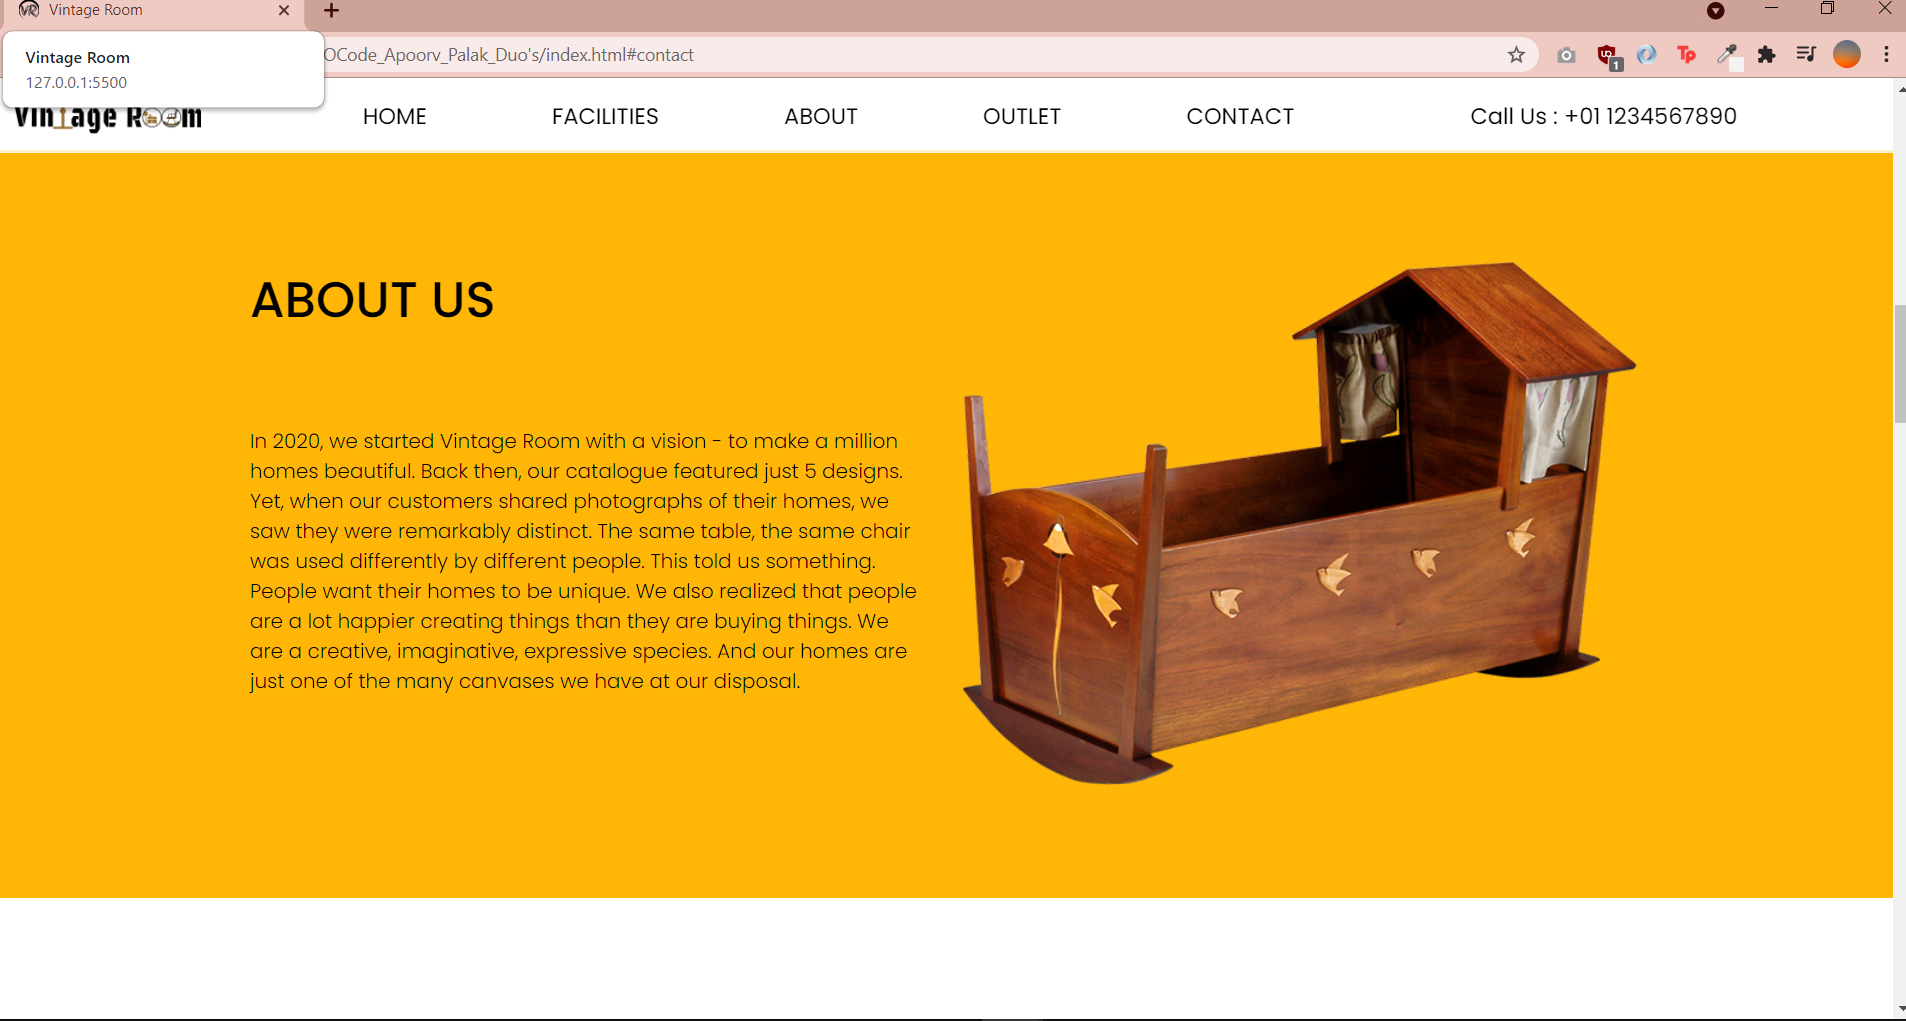 Vintage Room
Vintage Room
127.0.0.1:5500
OCode_Apoorv_Palak_Duo's/index.html#contact
1
Tp
Vintage Room
HOME
FACILITIES
ABOUT
OUTLET
CONTACT
Call Us : +01 1234567890
ABOUT US
In 2020, we started Vintage Room with a vision - to make a million
homes beautiful. Back then, our catalogue featured just 5 designs.
Yet, when our customers shared photographs of their homes, we
saw they were remarkably distinct. The same table, the same chair
was used differently by different people. This told us something.
People want their homes to be unique. We also realized that people
are a lot happier creating things than they are buying things. We
are a creative, imaginative, expressive species. And our homes are
just one of the many canvases we have at our disposal.